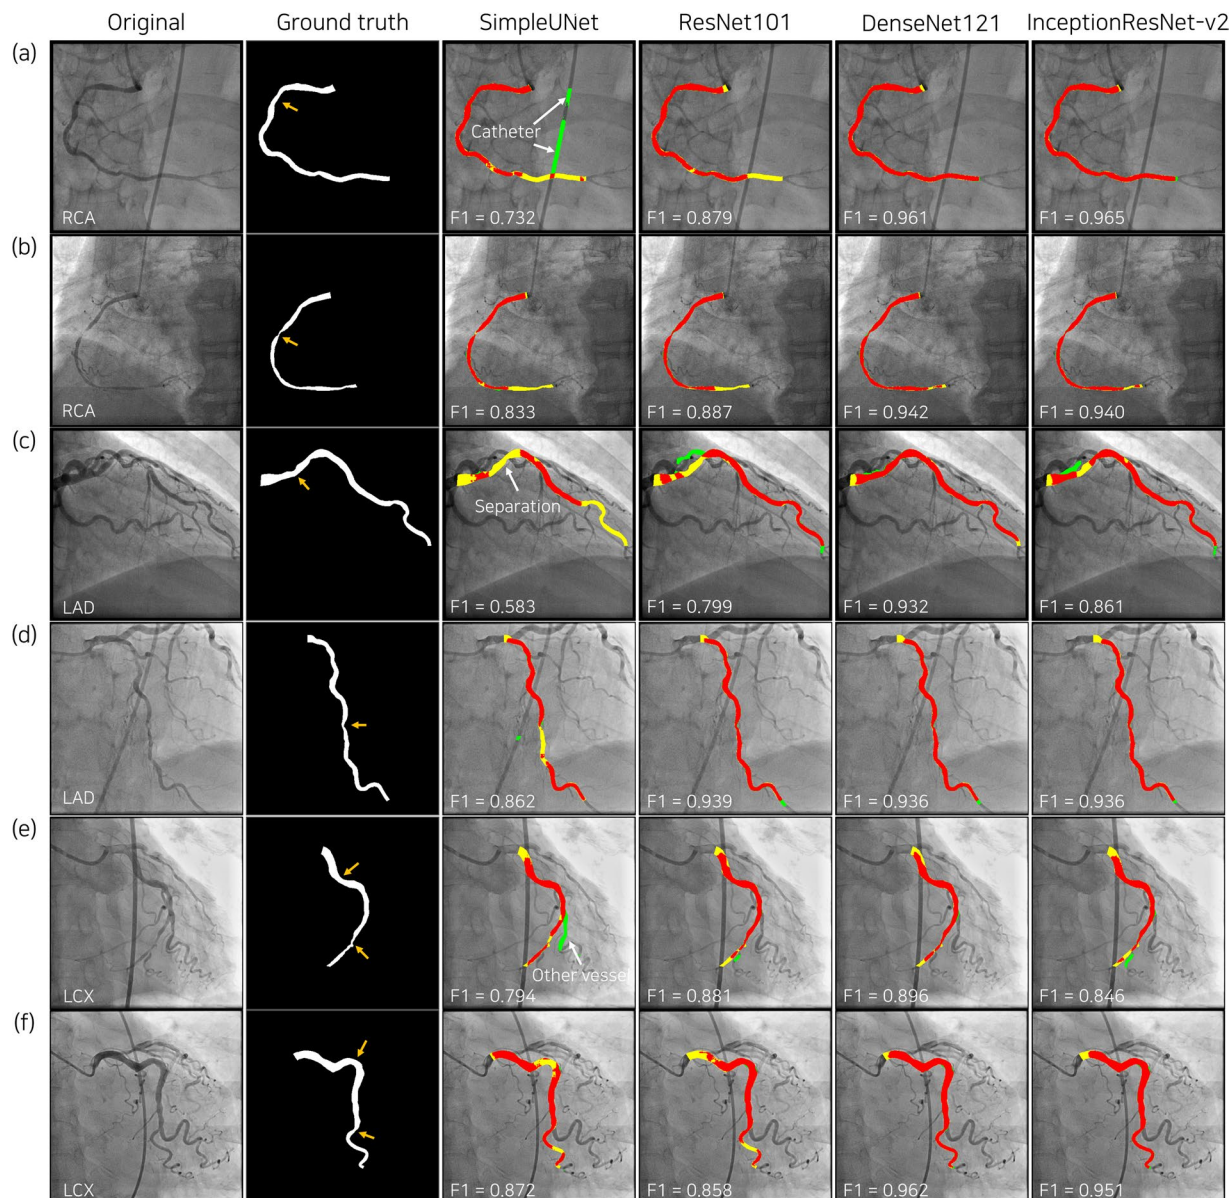 Original Ground truth SimpleUNet ResNet101 DenseNet121 InceptionResNet-v2
(a)
Catheter
RCA F1 = 0.732 F1 = 0.879 F1 = 0.961 F1 = 0.965
(b)
RCA F1 = 0.833 F1 = 0.887 F1 = 0.942 F1 = 0.940
(c)
Separation
LAD F1 = 0.583 F1 = 0.799 F1 = 0.932 F1 = 0.861
(d)
LAD F1 = 0.862 F1 = 0.939 F1 = 0.936 F1 = 0.936
(e)
Other vessel
LCX F1 = 0.794 F1 = 0.881 F1 = 0.896 F1 = 0.846
(f)
LCX F1 = 0.872 F1 = 0.858 F1 = 0.962 F1 = 0.951